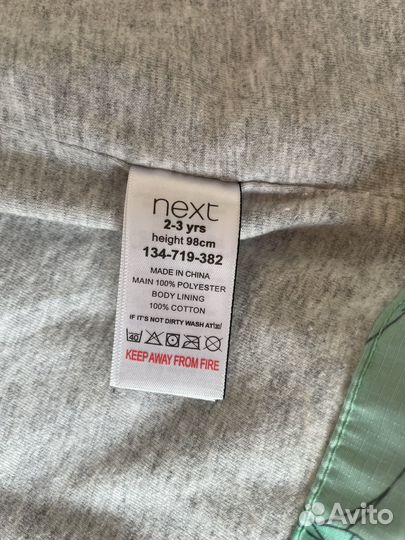 next
2-3 yrs
height 98cm
134-719-382
MADE IN CHINA
MAIN 100% POLYESTER
BODY LINING
100% COTTON
IF IT'S NOT DIRTY WASH AT 30
40
KEEP AWAY FROM FIRE
Avito